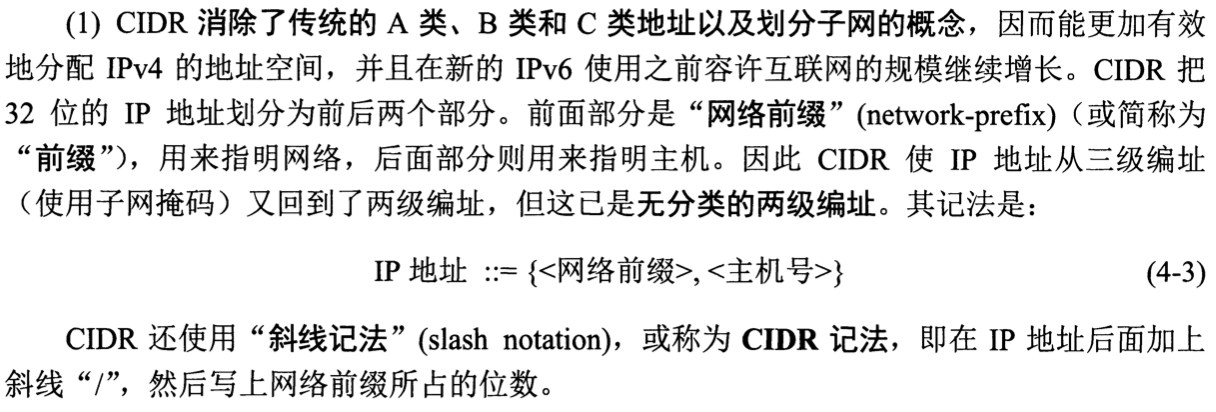 (1) CIDR 消除了传统的 A 类、B 类和 C 类地址以及划分子网的概念，因而能更加有效
地分配 IPv4 的地址空间，并且在新的 IPv6 使用之前容许互联网的规模继续增长。CIDR 把
32 位的 IP 地址划分为前后两个部分。前面部分是“网络前缀”(network-prefix)（或简称为
“前缀”），用来指明网络，后面部分则用来指明主机。因此 CIDR 使 IP 地址从三级编址
（使用子网掩码）又回到了两级编址，但这已是无分类的两级编址。其记法是：
IP 地址 ::= {<网络前缀>, <主机号>} (4-3)
CIDR 还使用“斜线记法”(slash notation)，或称为 CIDR 记法，即在 IP 地址后面加上
斜线“/”，然后写上网络前缀所占的位数。